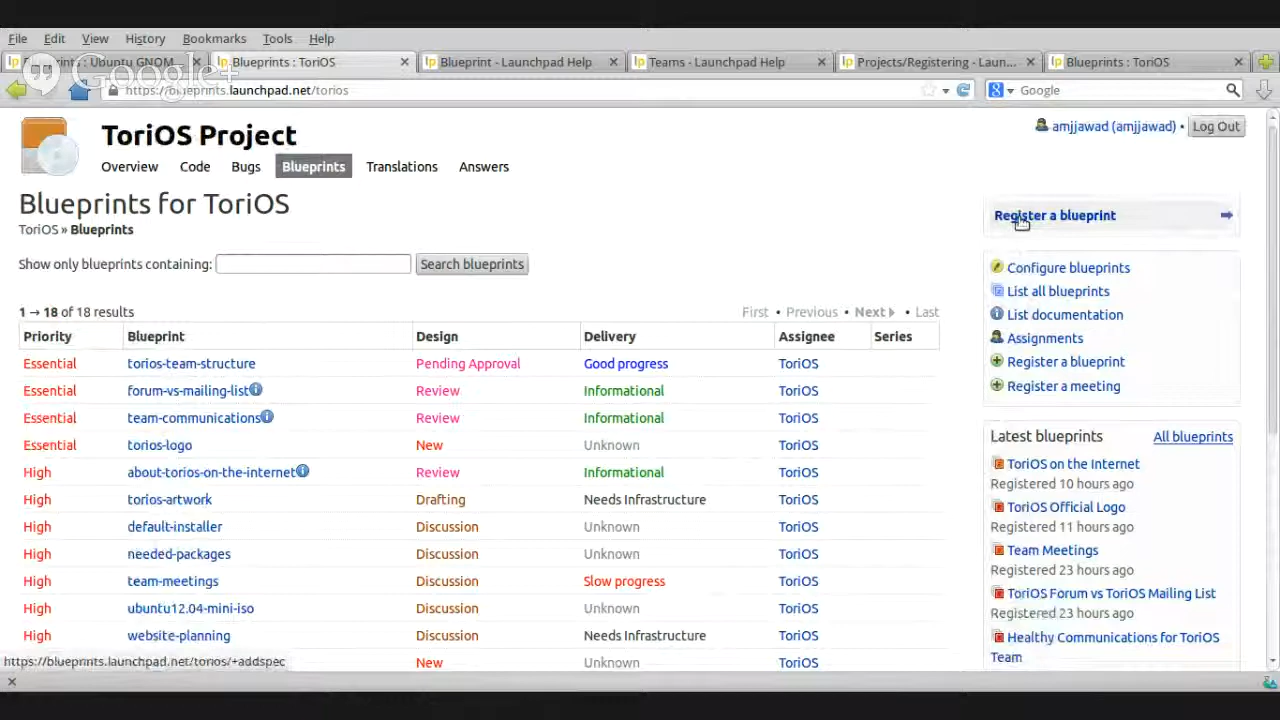 File Edit View History Bookmarks Tools Help
Ubuntu GNOM... Blueprints : ToriOS Blueprint - Launchpad Help Teams - Launchpad Help Projects/Registering - Laun... Blueprints : ToriOS
Google+
https://blueprints.launchpad.net/torios Google
ToriOS Project
amjjawad (amjjawad) • Log Out
Overview Code Bugs Blueprints Translations Answers
Blueprints for ToriOS
ToriOS » Blueprints
Register a blueprint
Show only blueprints containing: Search blueprints
Configure blueprints
List all blueprints
List documentation
Assignments
Register a blueprint
Register a meeting
1 → 18 of 18 results First • Previous • Next • Last
Priority Blueprint Design Delivery Assignee Series
Essential torios-team-structure Pending Approval Good progress ToriOS
Essential forum-vs-mailing-list Review Informational ToriOS
Essential team-communications Review Informational ToriOS
Essential torios-logo New Unknown ToriOS
High about-torios-on-the-internet Review Informational ToriOS
High torios-artwork Drafting Needs Infrastructure ToriOS
High default-installer Discussion Unknown ToriOS
High needed-packages Discussion Unknown ToriOS
High team-meetings Discussion Slow progress ToriOS
High ubuntu12.04-mini-iso Discussion Unknown ToriOS
High website-planning Discussion Needs Infrastructure ToriOS
New Unknown ToriOS
Latest blueprints All blueprints
ToriOS on the Internet
Registered 10 hours ago
ToriOS Official Logo
Registered 11 hours ago
Team Meetings
Registered 23 hours ago
ToriOS Forum vs ToriOS Mailing List
Registered 23 hours ago
Healthy Communications for ToriOS
Team
https://blueprints.launchpad.net/torios/+addspec